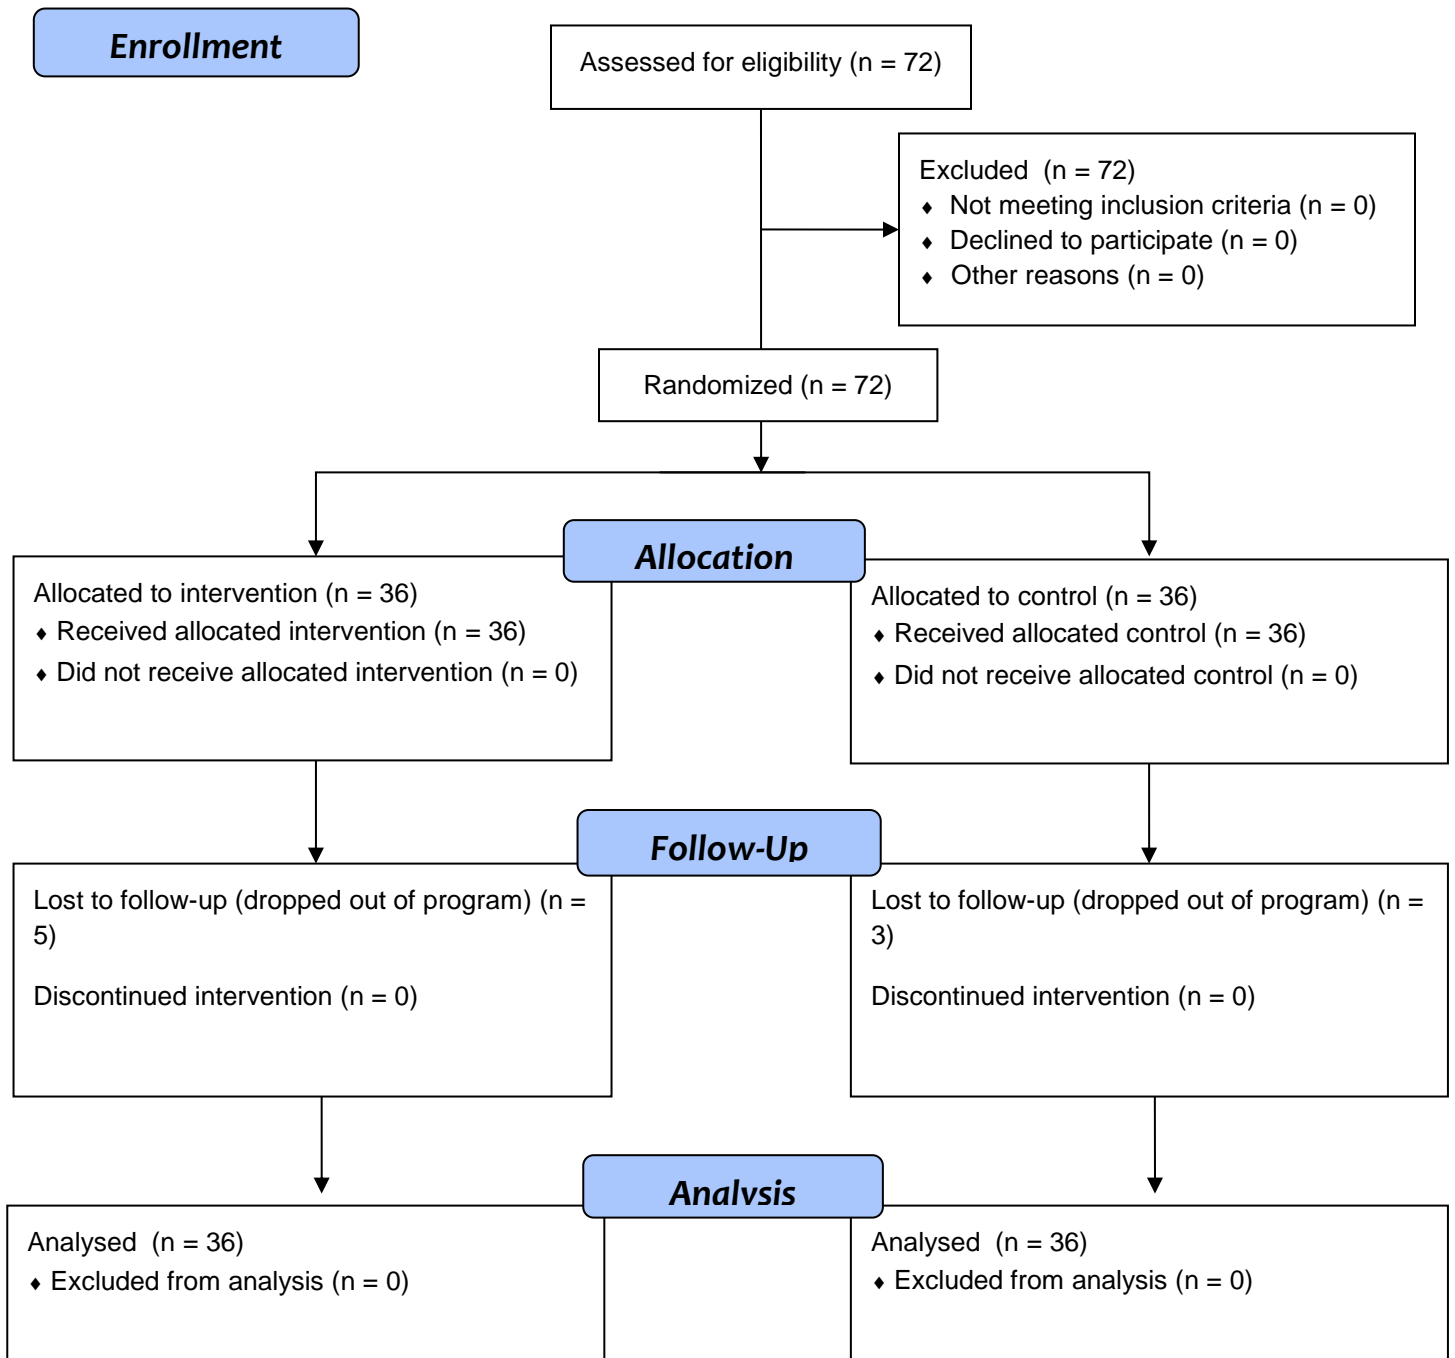 Enrollment
Assessed for eligibility (n = 72)
Excluded  (n = 72)
♦ Not meeting inclusion criteria (n = 0)
♦ Declined to participate (n = 0)
♦ Other reasons (n = 0)
Randomized (n = 72)
Allocation
Allocated to intervention (n = 36)
♦ Received allocated intervention (n = 36)
♦ Did not receive allocated intervention (n = 0)
Allocated to control (n = 36)
♦ Received allocated control (n = 36)
♦ Did not receive allocated control (n = 0)
Follow-Up
Lost to follow-up (dropped out of program) (n =
5)
Discontinued intervention (n = 0)
Lost to follow-up (dropped out of program) (n =
3)
Discontinued intervention (n = 0)
Analysis
Analysed  (n = 36)
♦ Excluded from analysis (n = 0)
Analysed  (n = 36)
♦ Excluded from analysis (n = 0)